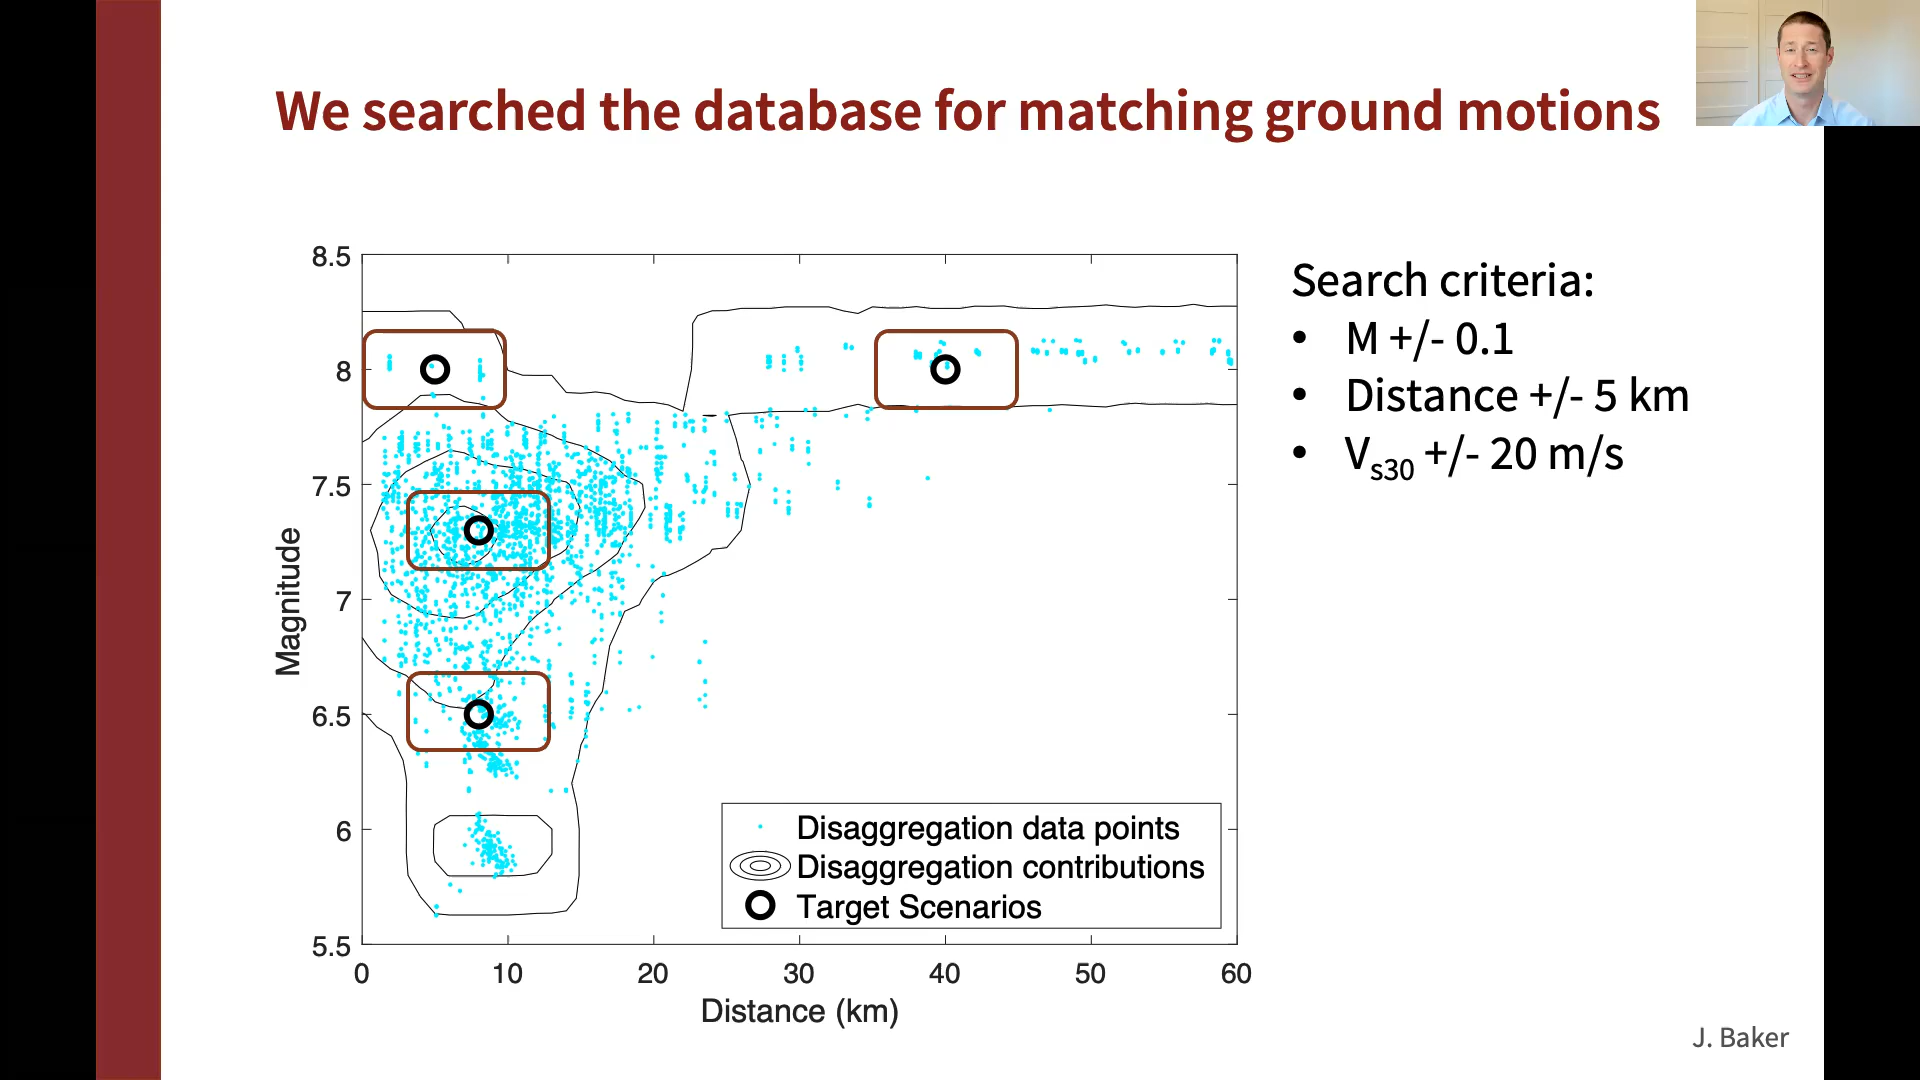 We searched the database for matching ground motions
8.5
8
7.5
7
6.5
6
5.5
Magnitude
0 10 20 30 40 50 60
Distance (km)
Disaggregation data points
Disaggregation contributions
Target Scenarios
Search criteria:
• M +/- 0.1
• Distance +/- 5 km
• Vs30 +/- 20 m/s
J. Baker